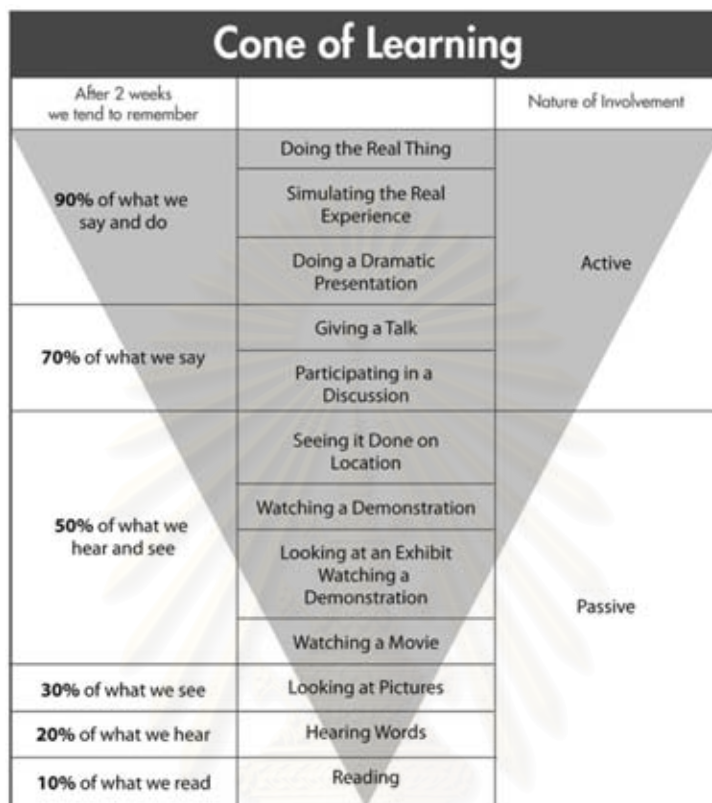 Cone of Learning
After 2 weeks
we tend to remember
Nature of Involvement
90% of what we
say and do
Doing the Real Thing
Simulating the Real
Experience
Doing a Dramatic
Presentation
Active
70% of what we say
Giving a Talk
Participating in a
Discussion
50% of what we
hear and see
Seeing it Done on
Location
Watching a Demonstration
Looking at an Exhibit
Watching a
Demonstration
Watching a Movie
Passive
30% of what we see
Looking at Pictures
20% of what we hear
Hearing Words
10% of what we read
Reading